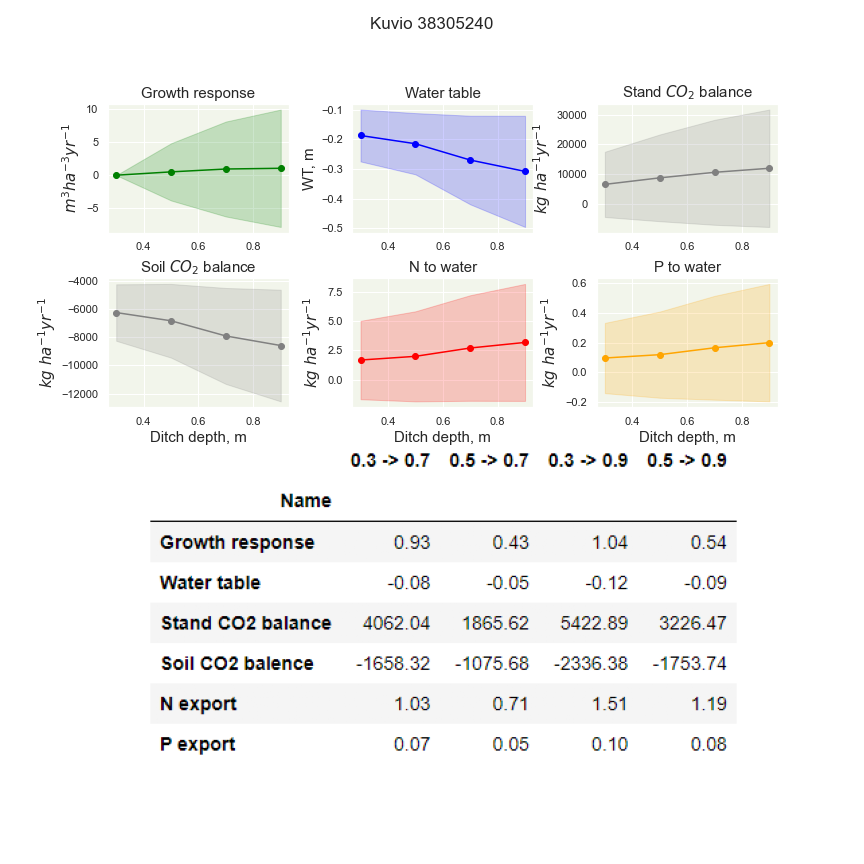 Kuvio 38305240
Growth response Water table Stand CO2 balance
m³ha⁻³yr⁻¹
10
5
0
−5
0.4 0.6 0.8
WT, m
−0.1
−0.2
−0.3
−0.4
−0.5
0.4 0.6 0.8
kg ha⁻¹yr⁻¹
30000
20000
10000
0
0.4 0.6 0.8
Soil CO2 balance N to water P to water
kg ha⁻¹yr⁻¹
−4000
−6000
−8000
−10000
−12000
0.4 0.6 0.8
Ditch depth, m
kg ha⁻¹yr⁻¹
7.5
5.0
2.5
0.0
0.4 0.6 0.8
Ditch depth, m
kg ha⁻¹yr⁻¹
0.6
0.4
0.2
0.0
−0.2
0.4 0.6 0.8
Ditch depth, m
0.3 -> 0.7 0.5 -> 0.7 0.3 -> 0.9 0.5 -> 0.9
Name
Growth response 0.93 0.43 1.04 0.54
Water table -0.08 -0.05 -0.12 -0.09
Stand CO2 balance 4062.04 1865.62 5422.89 3226.47
Soil CO2 balence -1658.32 -1075.68 -2336.38 -1753.74
N export 1.03 0.71 1.51 1.19
P export 0.07 0.05 0.10 0.08